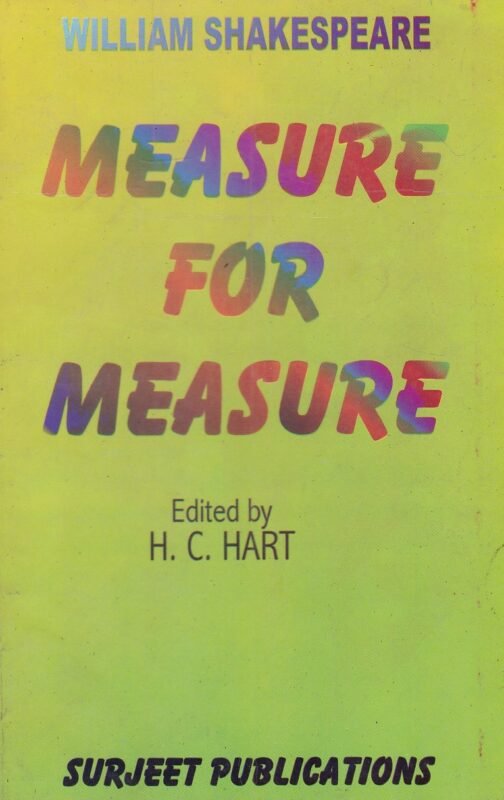 WILLIAM SHAKESPEARE
MEASURE
FOR
MEASURE
Edited by
H. C. HART
SURJEET PUBLICATIONS